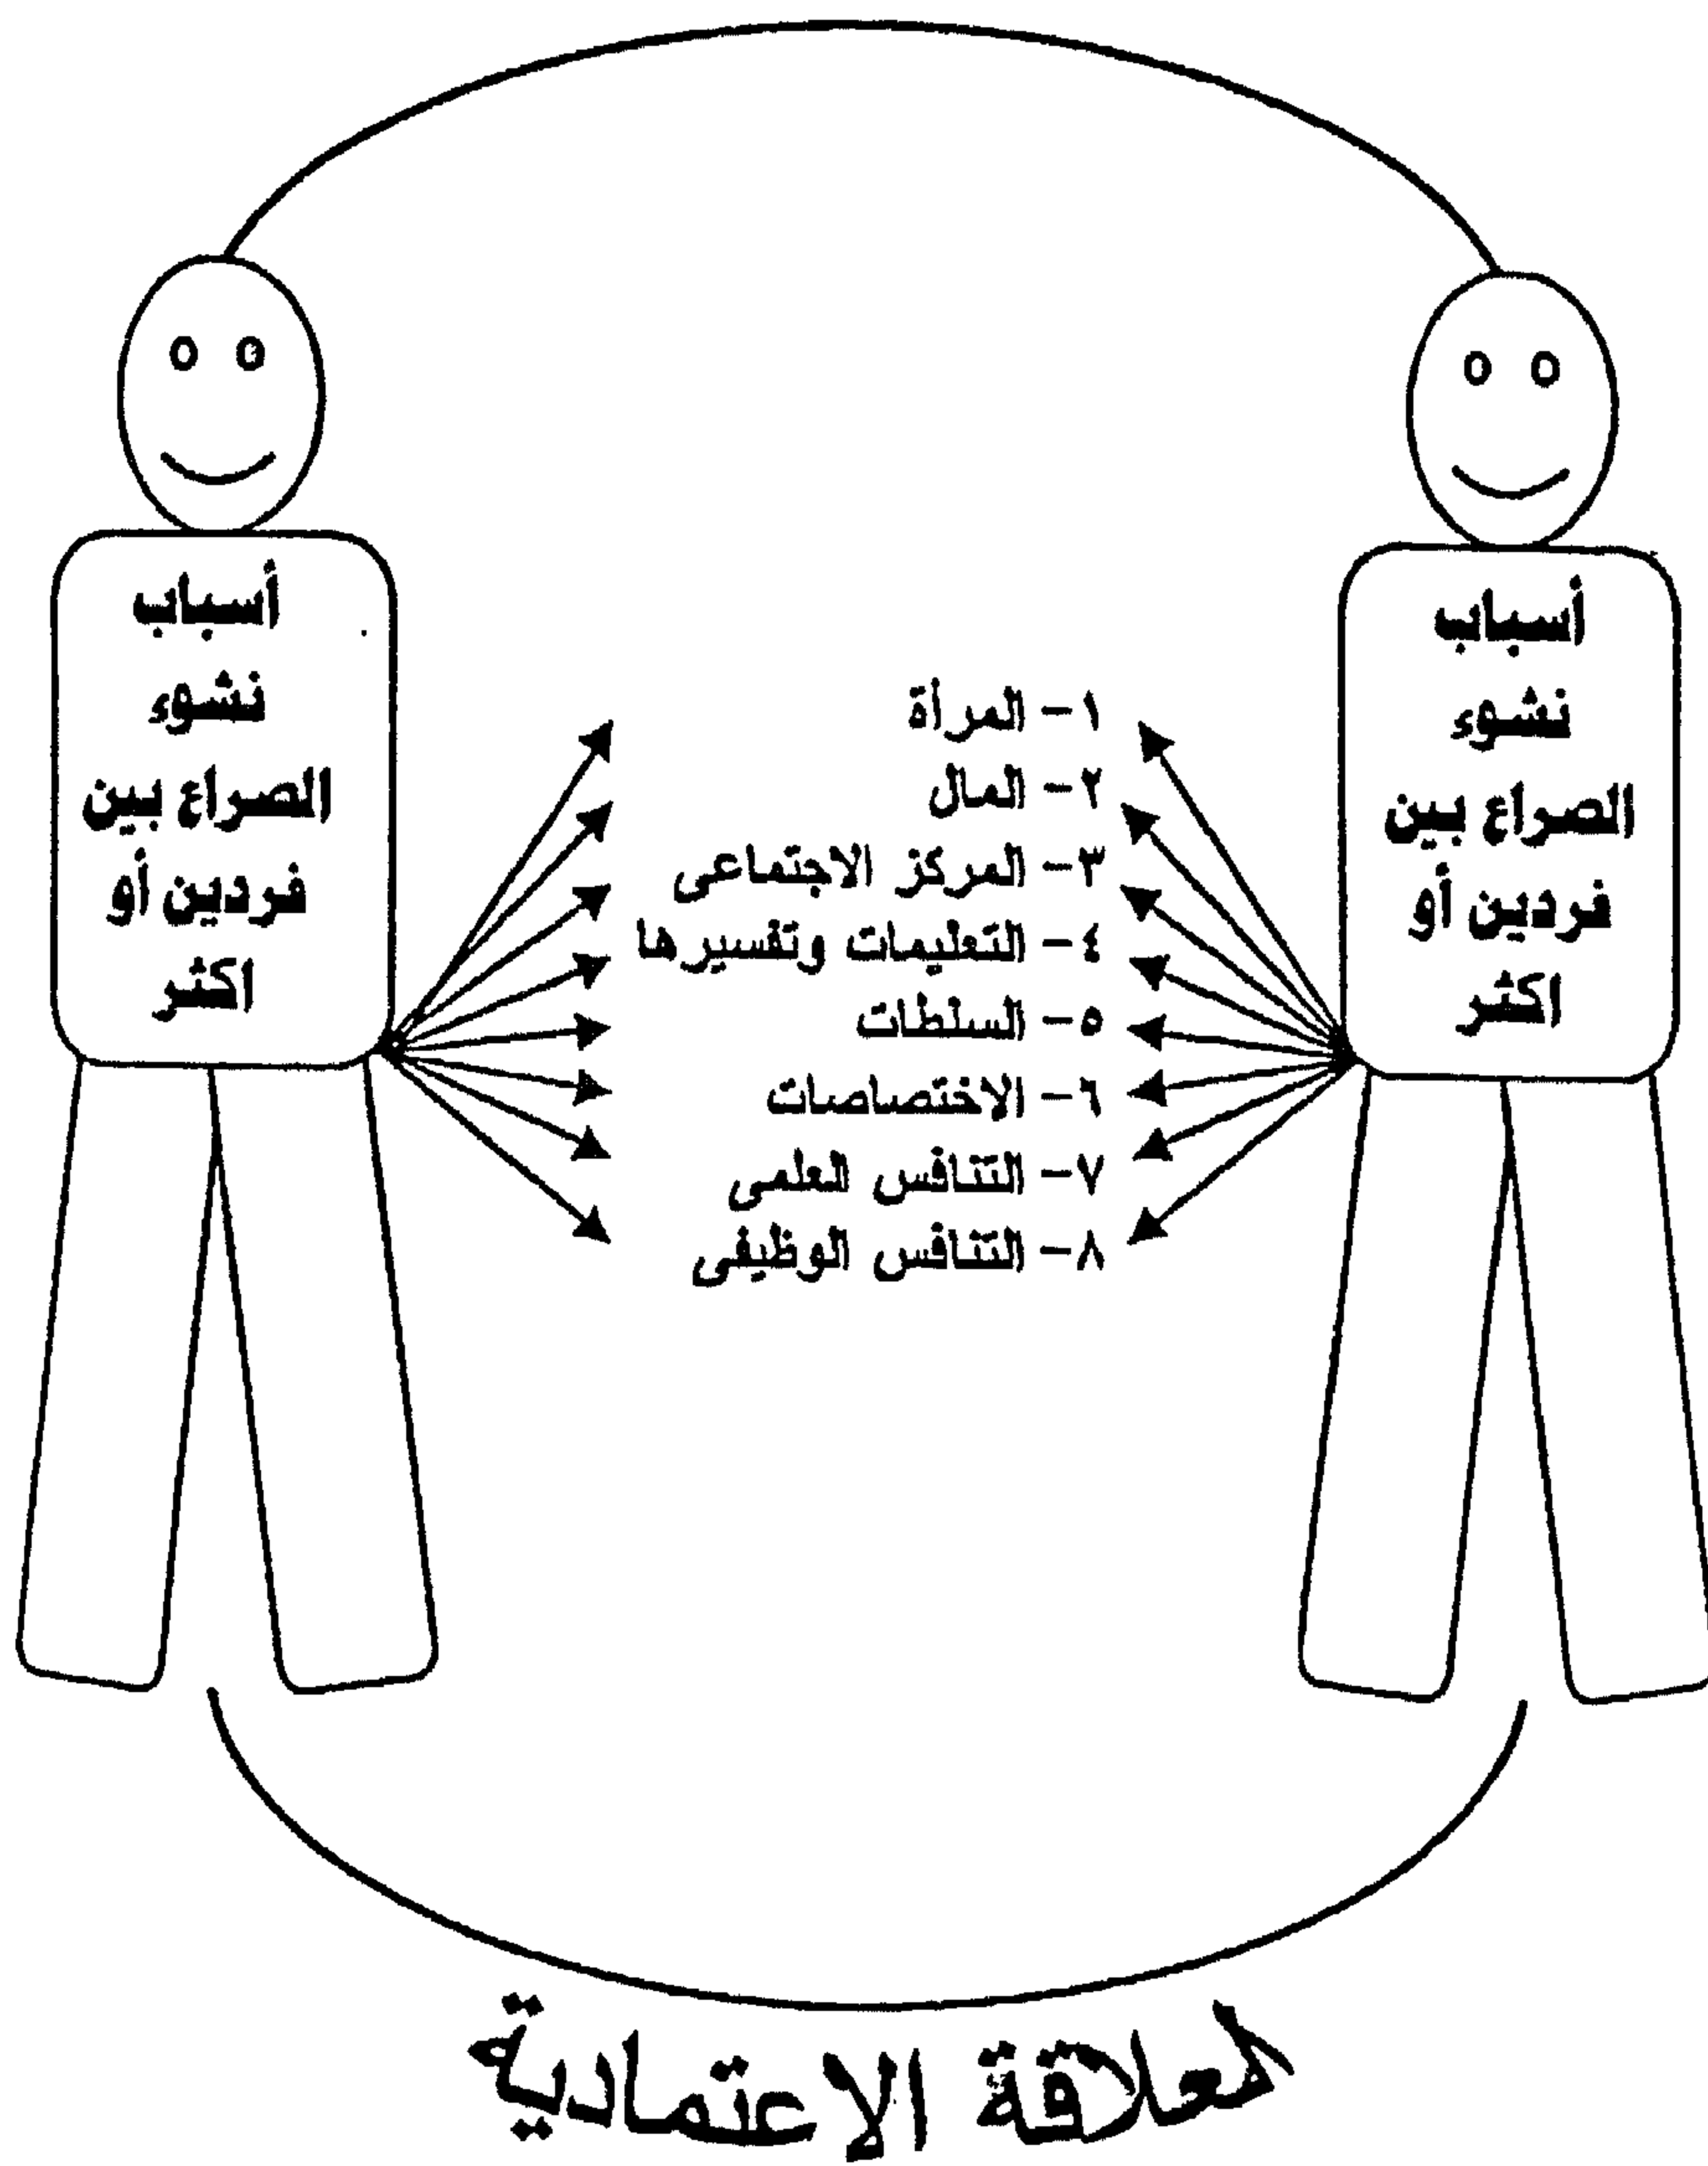 أسباب
نشوء
الصراع بين
فردين أو
اكثر
١- المرأة
٢- المال
٣- المركز الاجتماعى
٤- التعليمات وتفسيرها
٥- السلطات
٦- الاختصاصات
٧- التنافس العلمى
٨- التنافس الوظيفى
أسباب
نشوء
الصراع بين
فردين أو
اكثر
العلاقة الاعتمادية